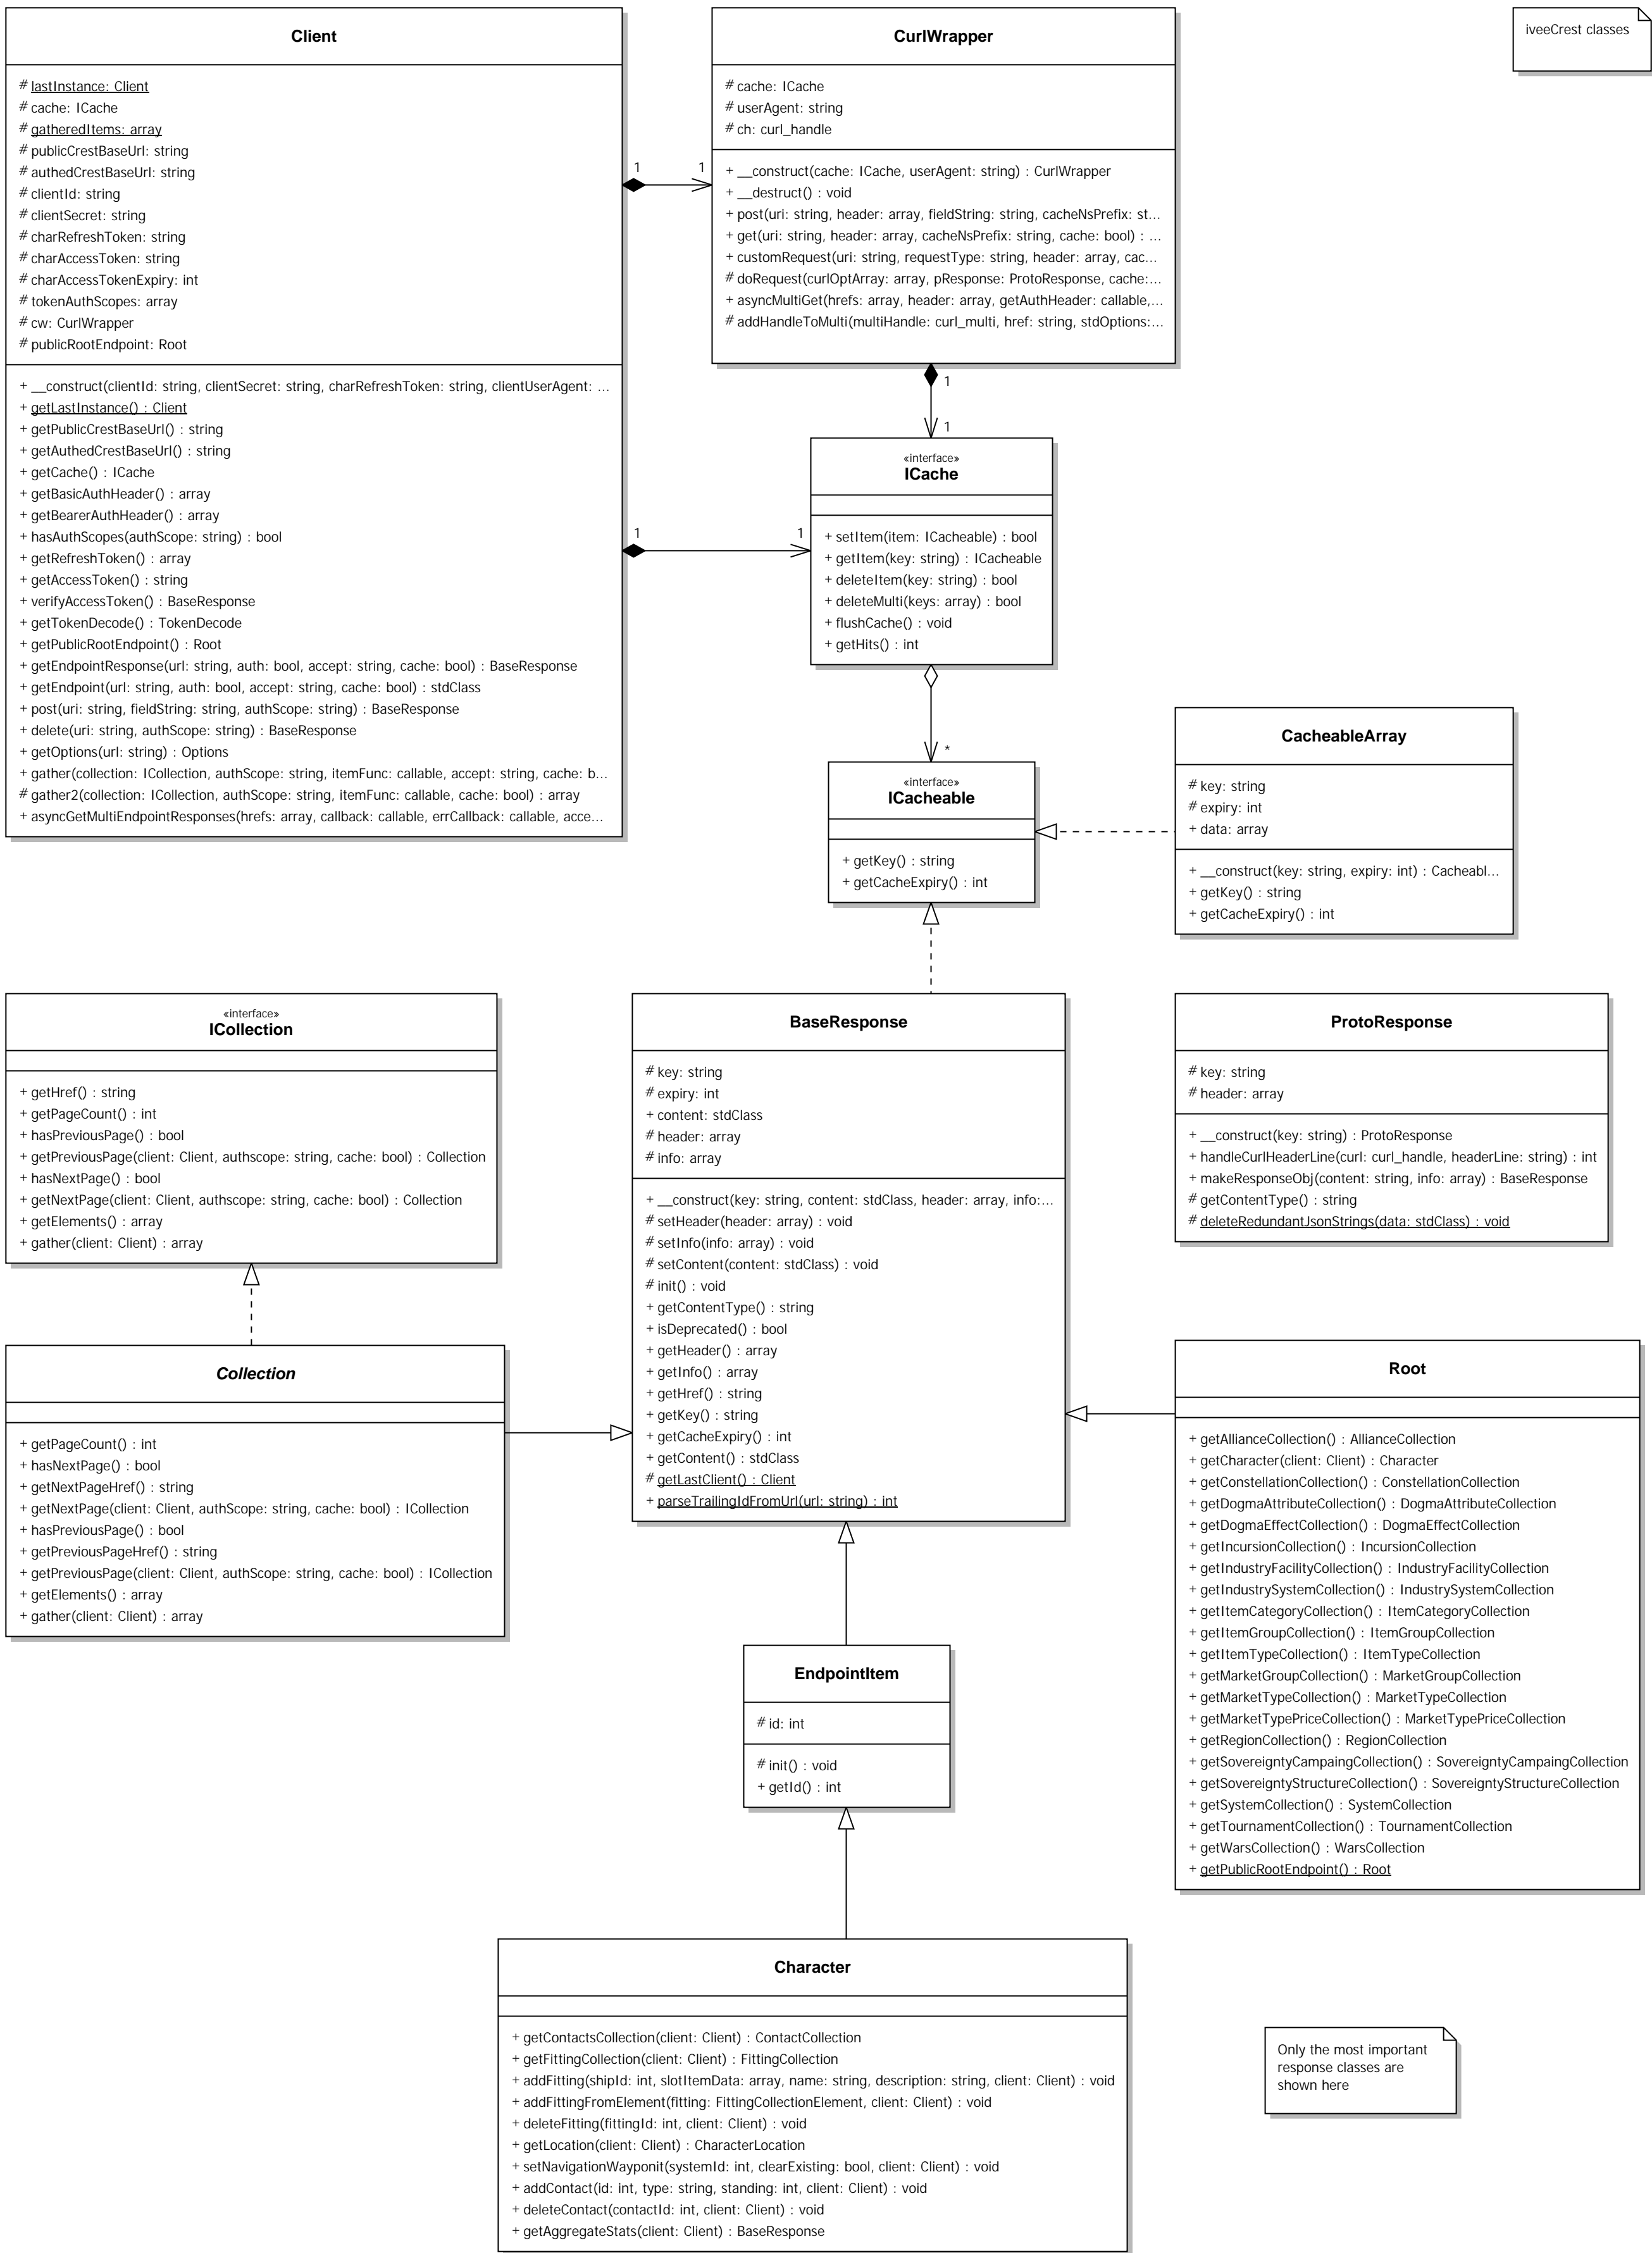 Client
# lastInstance: Client
# cache: ICache
# gatheredItems: array
# publicCrestBaseUrl: string
# authedCrestBaseUrl: string
# clientId: string
# clientSecret: string
# charRefreshToken: string
# charAccessToken: string
# charAccessTokenExpiry: int
# tokenAuthScopes: array
# cw: CurlWrapper
# publicRootEndpoint: Root
+ __construct(clientId: string, clientSecret: string, charRefreshToken: string, clientUserAgent: ...
+ getLastInstance() : Client
+ getPublicCrestBaseUrl() : string
+ getAuthedCrestBaseUrl() : string
+ getCache() : ICache
+ getBasicAuthHeader() : array
+ getBearerAuthHeader() : array
+ hasAuthScopes(authScope: string) : bool
+ getRefreshToken() : array
+ getAccessToken() : string
+ verifyAccessToken() : BaseResponse
+ getTokenDecode() : TokenDecode
+ getPublicRootEndpoint() : Root
+ getEndpointResponse(url: string, auth: bool, accept: string, cache: bool) : BaseResponse
+ getEndpoint(url: string, auth: bool, accept: string, cache: bool) : stdClass
+ post(uri: string, fieldString: string, authScope: string) : BaseResponse
+ delete(uri: string, authScope: string) : BaseResponse
+ getOptions(url: string) : Options
+ gather(collection: ICollection, authScope: string, itemFunc: callable, accept: string, cache: b...
# gather2(collection: ICollection, authScope: string, itemFunc: callable, cache: bool) : array
+ asyncGetMultiEndpointResponses(hrefs: array, callback: callable, errCallback: callable, acce...
1
1
1
1
CurlWrapper
# cache: ICache
# userAgent: string
# ch: curl_handle
+ __construct(cache: ICache, userAgent: string) : CurlWrapper
+ __destruct() : void
+ post(uri: string, header: array, fieldString: string, cacheNsPrefix: st...
+ get(uri: string, header: array, cacheNsPrefix: string, cache: bool) : ...
+ customRequest(uri: string, requestType: string, header: array, cac...
# doRequest(curlOptArray: array, pResponse: ProtoResponse, cache:...
+ asyncMultiGet(hrefs: array, header: array, getAuthHeader: callable,...
# addHandleToMulti(multiHandle: curl_multi, href: string, stdOptions:...
1
1
iveeCrest classes
«interface»
ICache
+ setItem(item: ICacheable) : bool
+ getItem(key: string) : ICacheable
+ deleteItem(key: string) : bool
+ deleteMulti(keys: array) : bool
+ flushCache() : void
+ getHits() : int
*
«interface»
ICacheable
+ getKey() : string
+ getCacheExpiry() : int
CacheableArray
# key: string
# expiry: int
+ data: array
+ __construct(key: string, expiry: int) : Cacheabl...
+ getKey() : string
+ getCacheExpiry() : int
«interface»
ICollection
+ getHref() : string
+ getPageCount() : int
+ hasPreviousPage() : bool
+ getPreviousPage(client: Client, authscope: string, cache: bool) : Collection
+ hasNextPage() : bool
+ getNextPage(client: Client, authscope: string, cache: bool) : Collection
+ getElements() : array
+ gather(client: Client) : array
BaseResponse
# key: string
# expiry: int
+ content: stdClass
# header: array
# info: array
+ __construct(key: string, content: stdClass, header: array, info:...
# setHeader(header: array) : void
# setInfo(info: array) : void
# setContent(content: stdClass) : void
# init() : void
+ getContentType() : string
+ isDeprecated() : bool
+ getHeader() : array
+ getInfo() : array
+ getHref() : string
+ getKey() : string
+ getCacheExpiry() : int
+ getContent() : stdClass
# getLastClient() : Client
+ parseTrailingIdFromUrl(url: string) : int
ProtoResponse
# key: string
# header: array
+ __construct(key: string) : ProtoResponse
+ handleCurlHeaderLine(curl: curl_handle, headerLine: string) : int
+ makeResponseObj(content: string, info: array) : BaseResponse
# getContentType() : string
# deleteRedundantJsonStrings(data: stdClass) : void
Collection
+ getPageCount() : int
+ hasNextPage() : bool
+ getNextPageHref() : string
+ getNextPage(client: Client, authScope: string, cache: bool) : ICollection
+ hasPreviousPage() : bool
+ getPreviousPageHref() : string
+ getPreviousPage(client: Client, authScope: string, cache: bool) : ICollection
+ getElements() : array
+ gather(client: Client) : array
Root
+ getAllianceCollection() : AllianceCollection
+ getCharacter(client: Client) : Character
+ getConstellationCollection() : ConstellationCollection
+ getDogmaAttributeCollection() : DogmaAttributeCollection
+ getDogmaEffectCollection() : DogmaEffectCollection
+ getIncursionCollection() : IncursionCollection
+ getIndustryFacilityCollection() : IndustryFacilityCollection
+ getIndustrySystemCollection() : IndustrySystemCollection
+ getItemCategoryCollection() : ItemCategoryCollection
+ getItemGroupCollection() : ItemGroupCollection
+ getItemTypeCollection() : ItemTypeCollection
+ getMarketGroupCollection() : MarketGroupCollection
+ getMarketTypeCollection() : MarketTypeCollection
+ getMarketTypePriceCollection() : MarketTypePriceCollection
+ getRegionCollection() : RegionCollection
+ getSovereigntyCampaingCollection() : SovereigntyCampaingCollection
+ getSovereigntyStructureCollection() : SovereigntyStructureCollection
+ getSystemCollection() : SystemCollection
+ getTournamentCollection() : TournamentCollection
+ getWarsCollection() : WarsCollection
+ getPublicRootEndpoint() : Root
EndpointItem
# id: int
# init() : void
+ getId() : int
Character
+ getContactsCollection(client: Client) : ContactCollection
+ getFittingCollection(client: Client) : FittingCollection
+ addFitting(shipId: int, slotItemData: array, name: string, description: string, client: Client) : void
+ addFittingFromElement(fitting: FittingCollectionElement, client: Client) : void
+ deleteFitting(fittingId: int, client: Client) : void
+ getLocation(client: Client) : CharacterLocation
+ setNavigationWayponit(systemId: int, clearExisting: bool, client: Client) : void
+ addContact(id: int, type: string, standing: int, client: Client) : void
+ deleteContact(contactId: int, client: Client) : void
+ getAggregateStats(client: Client) : BaseResponse
Only the most important
response classes are
shown here